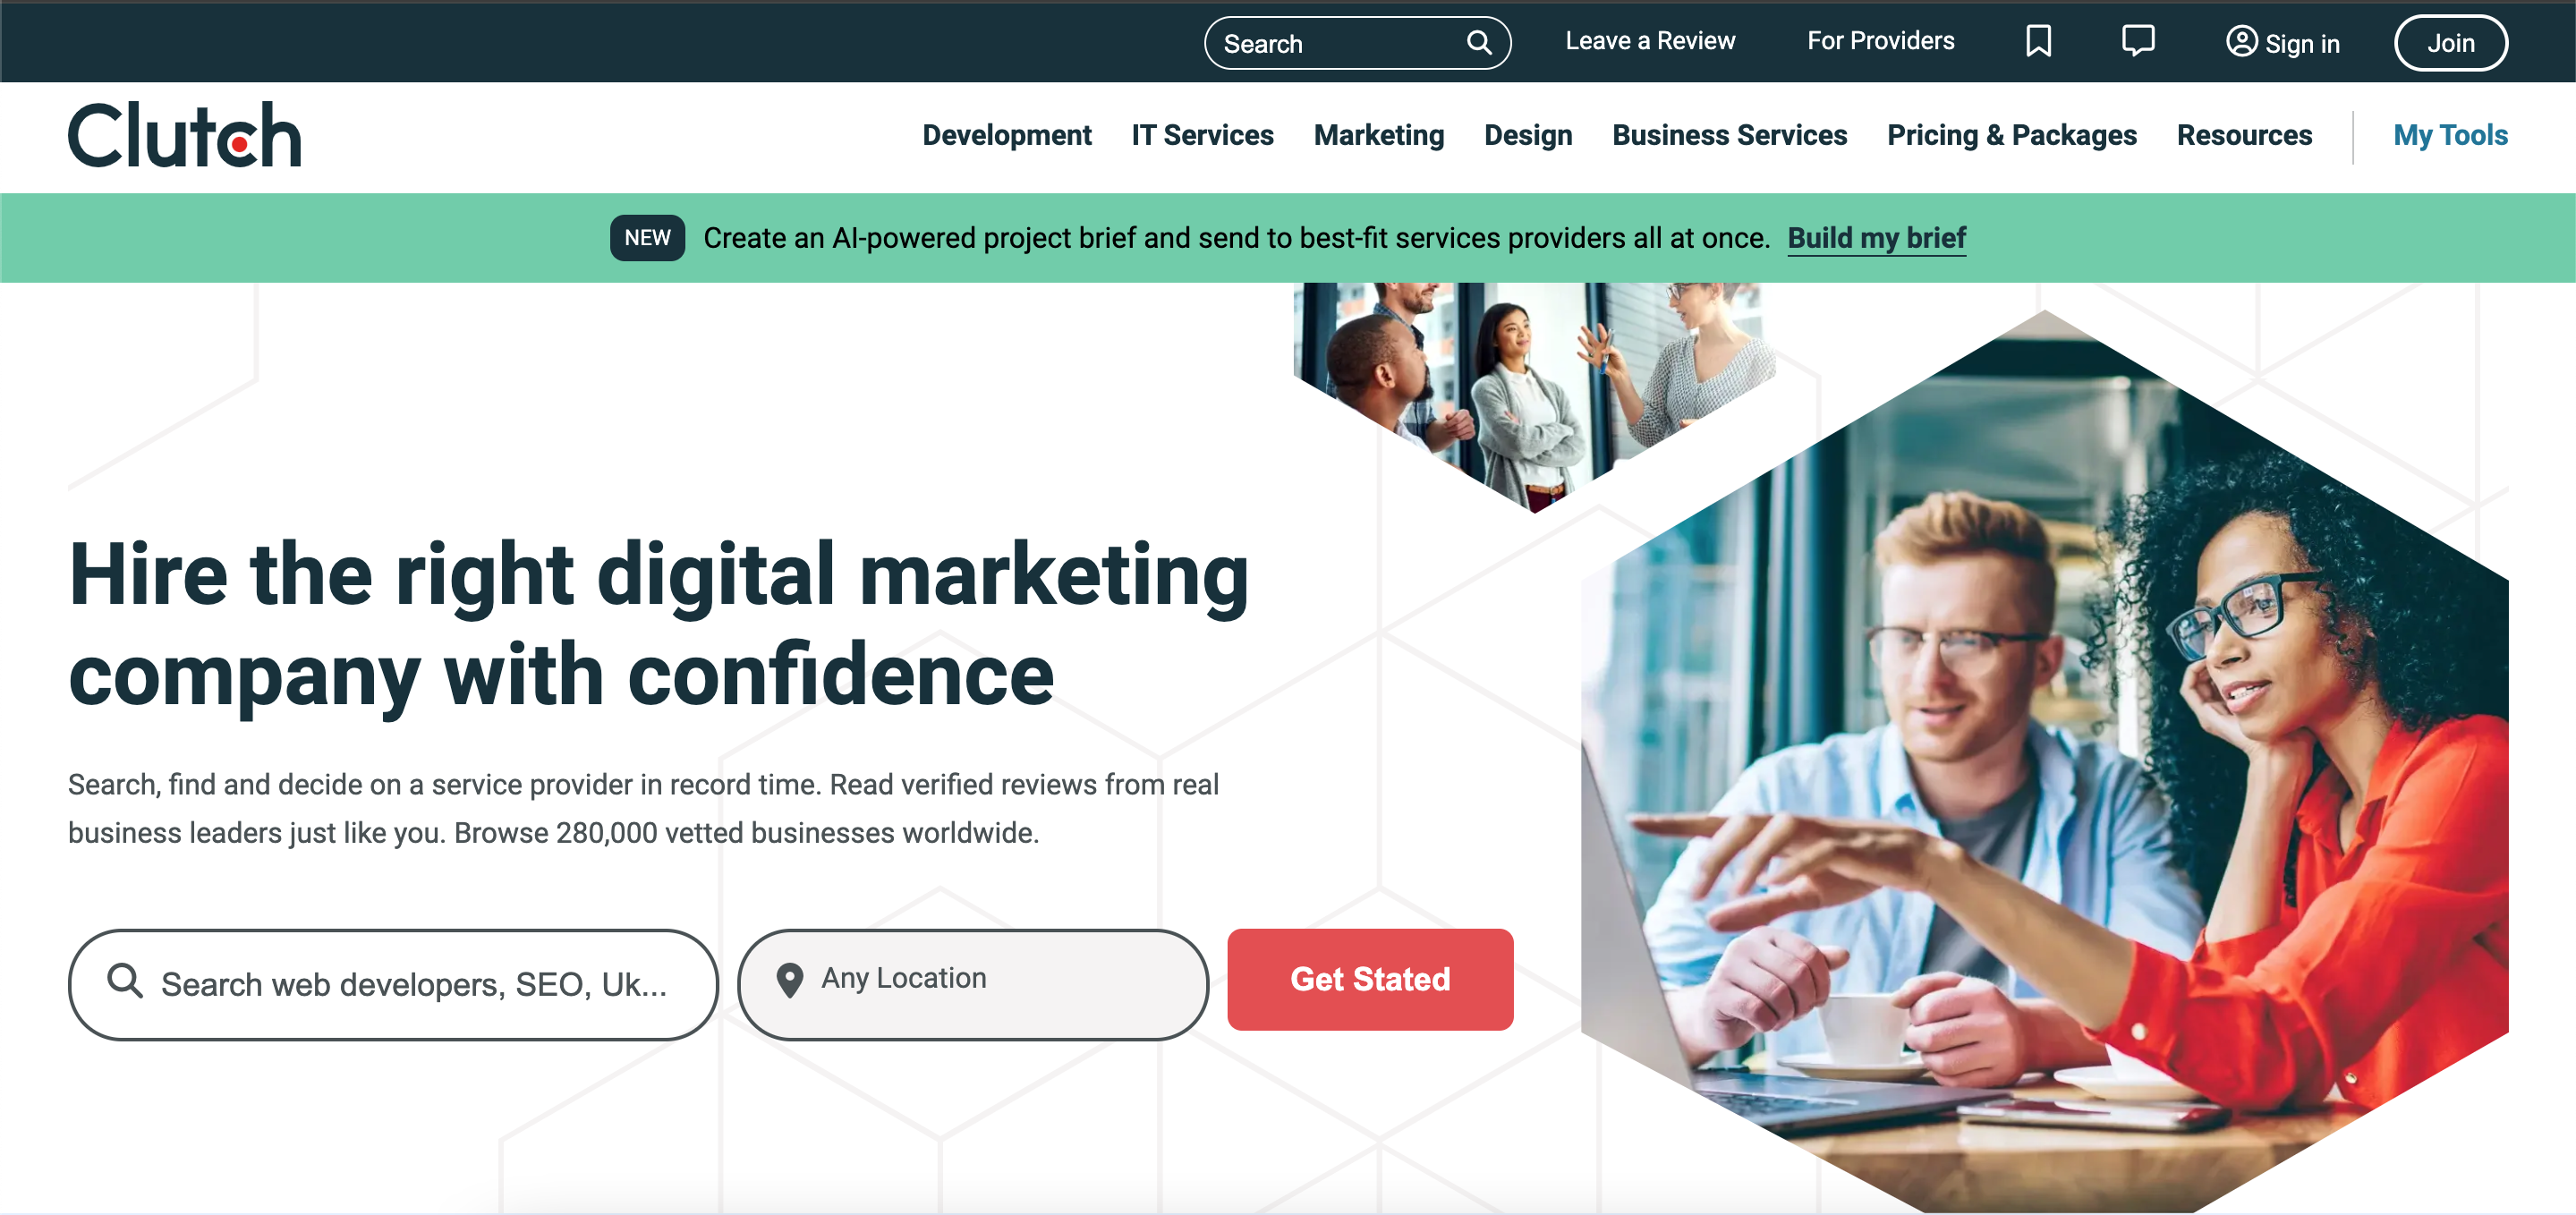 Search
Leave a Review
For Providers
Sign in
Join
Clutch
Development
IT Services
Marketing
Design
Business Services
Pricing & Packages
Resources
My Tools
NEW
Create an AI-powered project brief and send to best-fit services providers all at once. Build my brief
Hire the right digital marketing
company with confidence
Search, find and decide on a service provider in record time. Read verified reviews from real
business leaders just like you. Browse 280,000 vetted businesses worldwide.
Search web developers, SEO, Uk...
Any Location
Get Stated